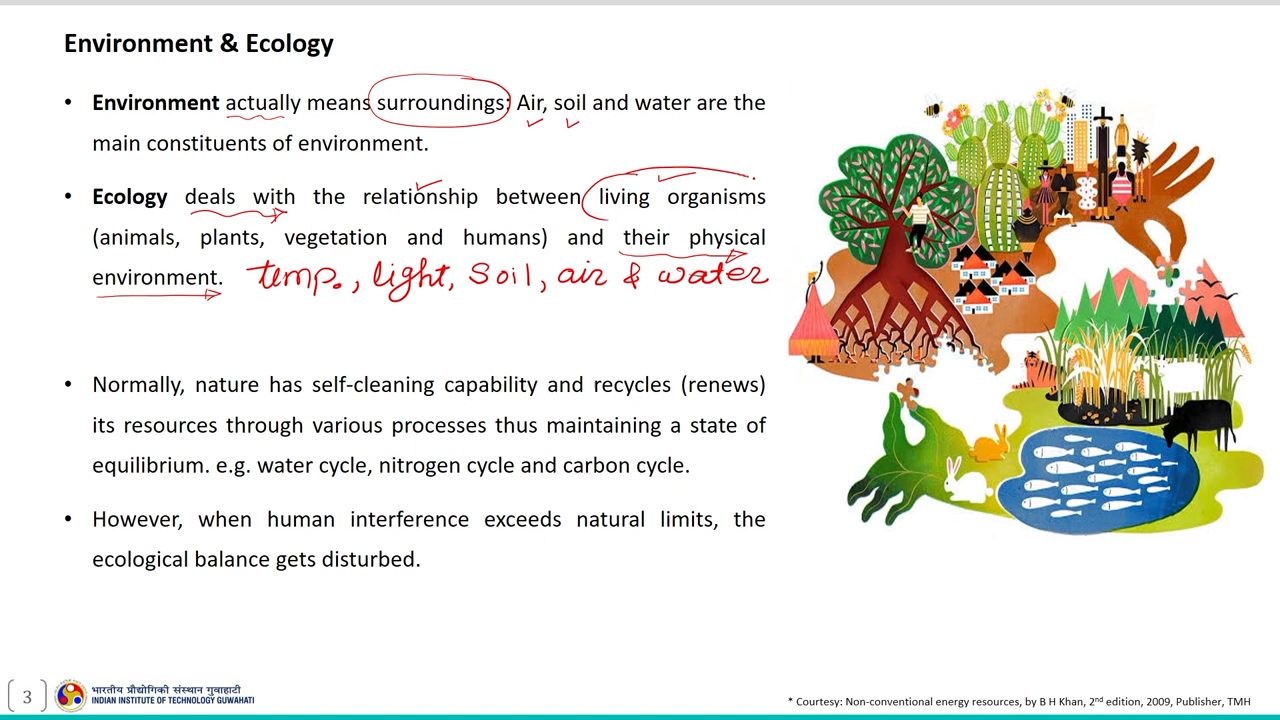 Environment & Ecology
• Environment actually means surroundings; Air, soil and water are the
main constituents of environment.
• Ecology deals with the relationship between living organisms
(animals, plants, vegetation and humans) and their physical
environment. temp., light, soil, air & water
• Normally, nature has self-cleaning capability and recycles (renews)
its resources through various processes thus maintaining a state of
equilibrium. e.g. water cycle, nitrogen cycle and carbon cycle.
• However, when human interference exceeds natural limits, the
ecological balance gets disturbed.
3
भारतीय प्रौद्योगिकी संस्थान गुवाहाटी
INDIAN INSTITUTE OF TECHNOLOGY GUWAHATI
* Courtesy: Non-conventional energy resources, by B H Khan, 2nd edition, 2009, Publisher, TMH